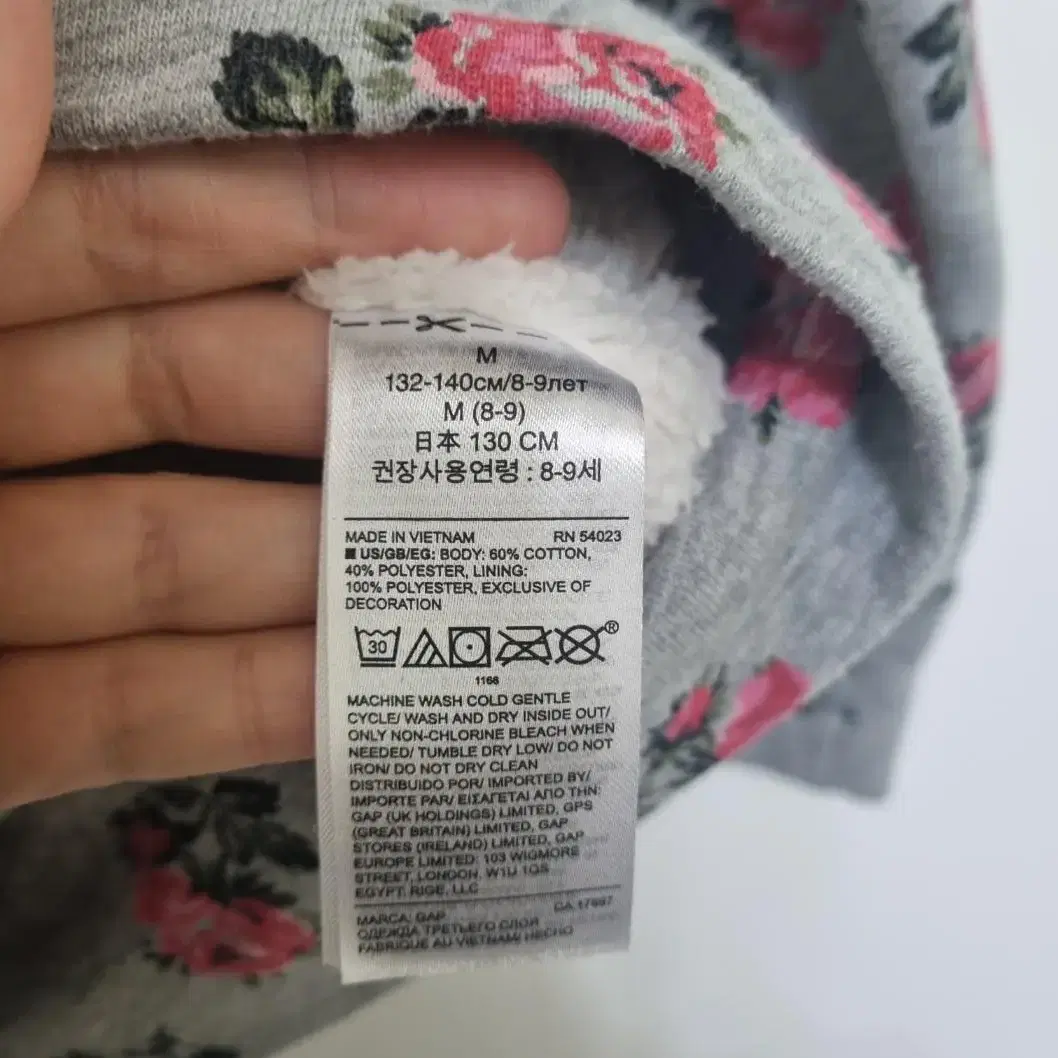 M
132-140см/8-9лет
M (8-9)
日本 130 CM
권장사용연령 : 8-9세
MADE IN VIETNAM RN 54023
■ US/GB/EG: BODY: 60% COTTON,
40% POLYESTER, LINING:
100% POLYESTER, EXCLUSIVE OF
DECORATION
30 ®
1166
MACHINE WASH COLD GENTLE
CYCLE/ WASH AND DRY INSIDE OUT/
ONLY NON-CHLORINE BLEACH WHEN
NEEDED/ TUMBLE DRY LOW/ DO NOT
IRON/ DO NOT DRY CLEAN
DISTRIBUIDO POR/ IMPORTED BY/
IMPORTE PAR/ ΕΙΣΑΓΕΤΑΙ ΑΠΟ ΤΗΝ:
GAP (UK HOLDINGS) LIMITED, GPS
(GREAT BRITAIN) LIMITED, GAP
STORES (IRELAND) LIMITED, GAP
EUROPE LIMITED: 103 WIGMORE
STREET, LONDON, W1U 1QS
EGYPT: RIGE, LLC
MARCA: GAP CA 17897
ОДЕЖДА ТРЕТЬЕГО СЛОЯ
FABRIQUE AU VIETNAM/ HECHO